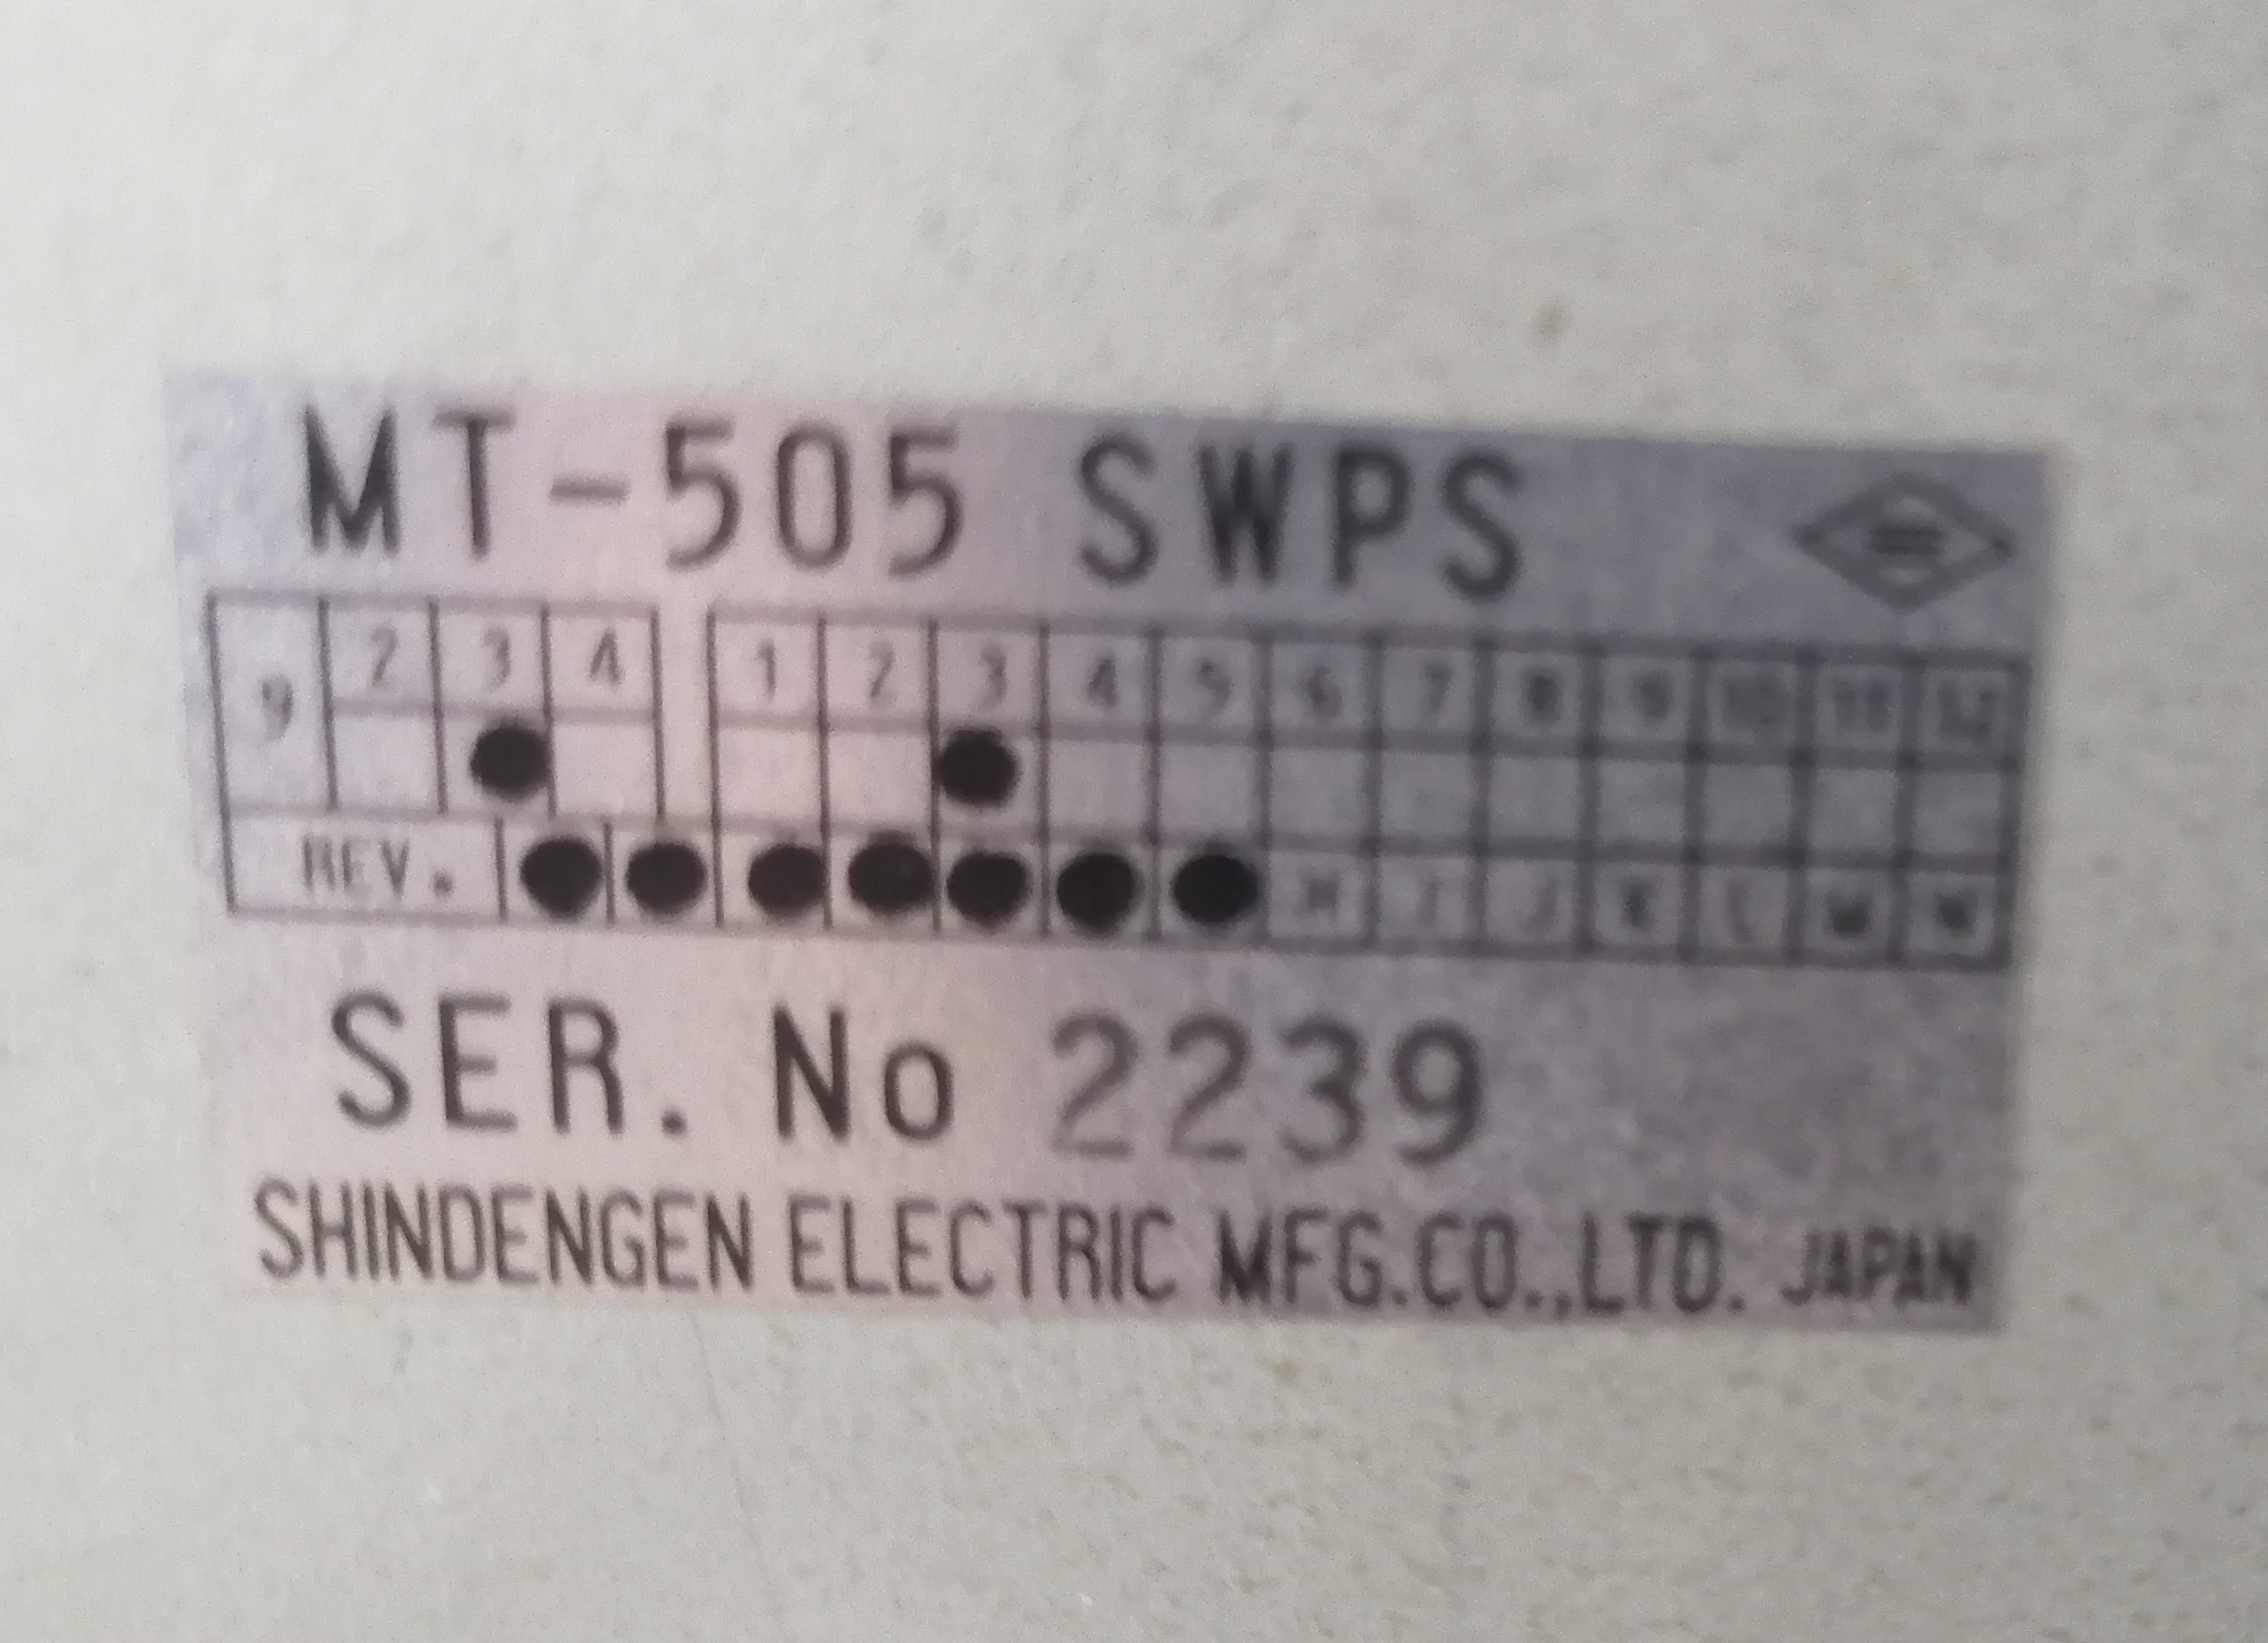 MT-505 SWPS
9 2 3 4 1 2 3 4 5 6 7 8 9 10 11 12
REV. H I J K L M N
SER. No 2239
SHINDENGEN ELECTRIC MFG.CO.,LTD. JAPAN